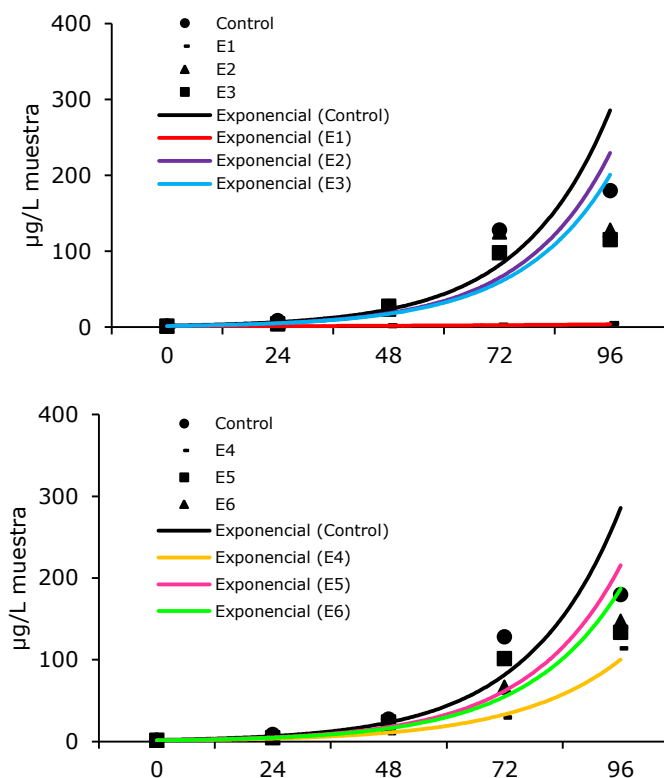 400
300
200
100
0
µg/L muestra
Control
E1
E2
E3
Exponencial (Control)
Exponencial (E1)
Exponencial (E2)
Exponencial (E3)
0 24 48 72 96
400
300
200
100
0
µg/L muestra
Control
E4
E5
E6
Exponencial (Control)
Exponencial (E4)
Exponencial (E5)
Exponencial (E6)
0 24 48 72 96